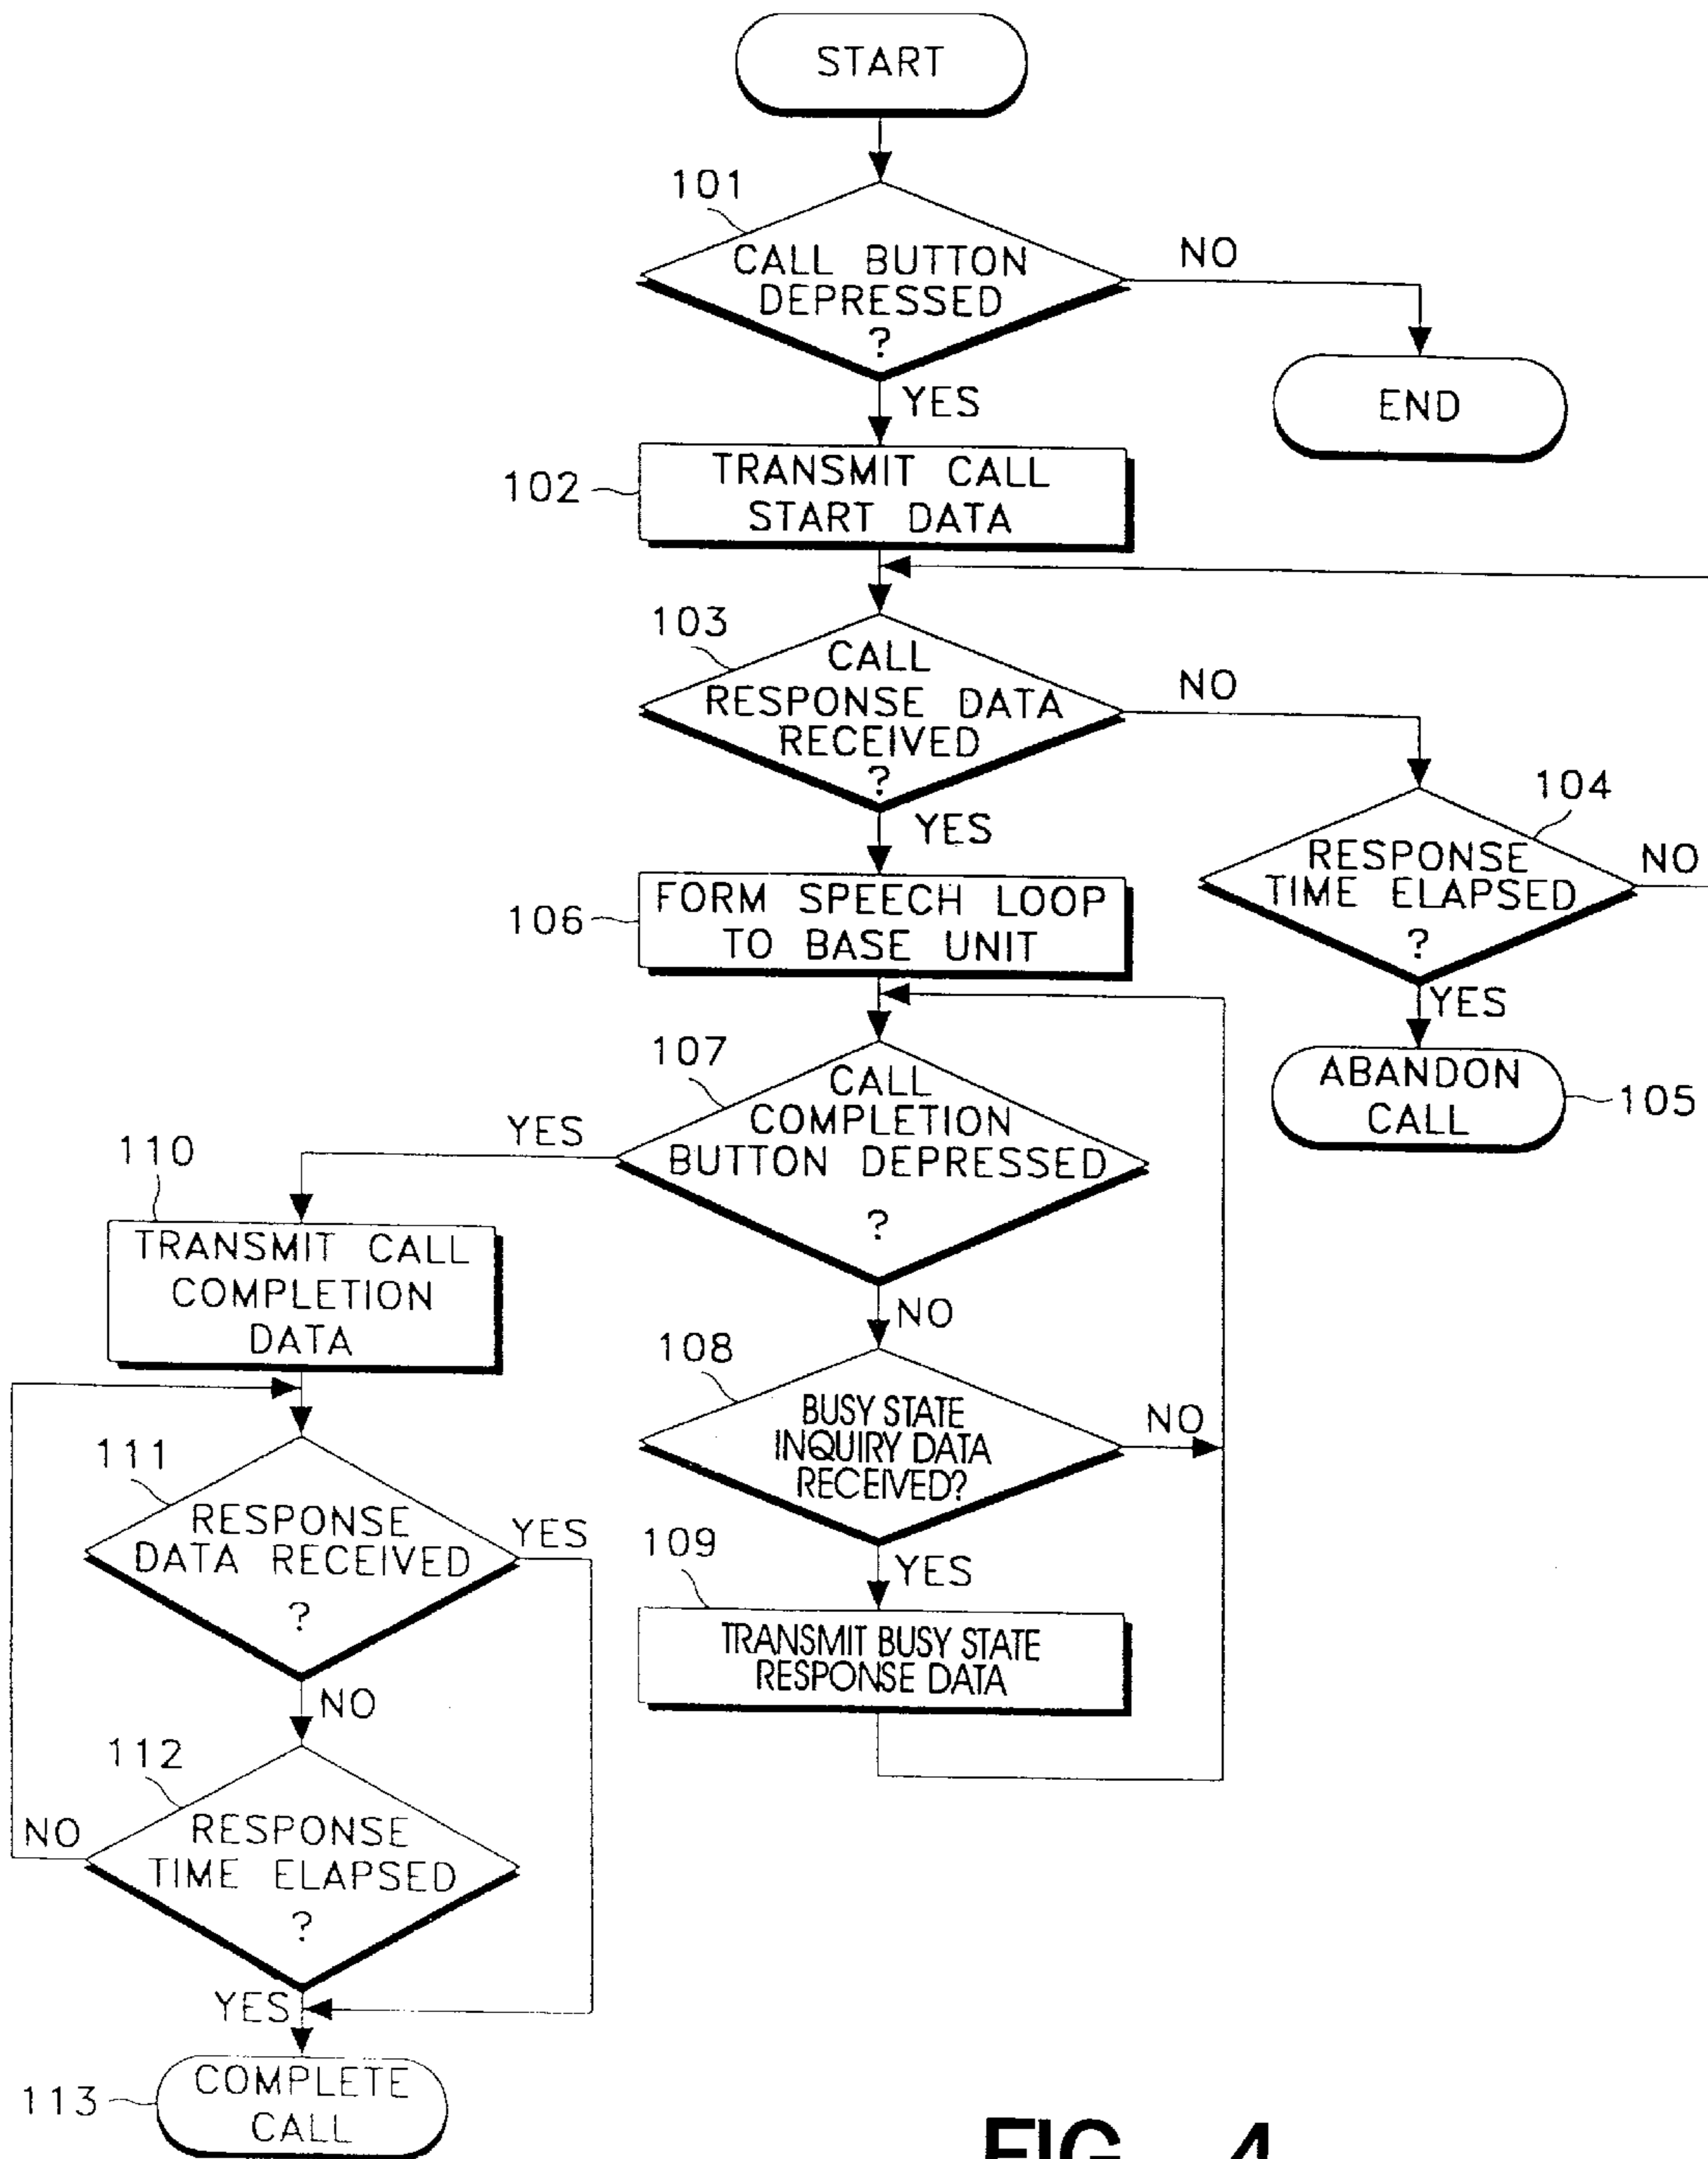 START
101
CALL BUTTON
DEPRESSED
?
NO
END
YES
102
TRANSMIT CALL
START DATA
103
CALL
RESPONSE DATA
RECEIVED
?
NO
104
RESPONSE
TIME ELAPSED
?
NO
YES
ABANDON
CALL
105
YES
106
FORM SPEECH LOOP
TO BASE UNIT
107
CALL
COMPLETION
BUTTON DEPRESSED
?
YES
110
TRANSMIT CALL
COMPLETION
DATA
NO
108
BUSY STATE
INQUIRY DATA
RECEIVED?
NO
YES
109
TRANSMIT BUSY STATE
RESPONSE DATA
111
RESPONSE
DATA RECEIVED
?
YES
NO
112
RESPONSE
TIME ELAPSED
?
NO
YES
113
COMPLETE
CALL
FIG. 4